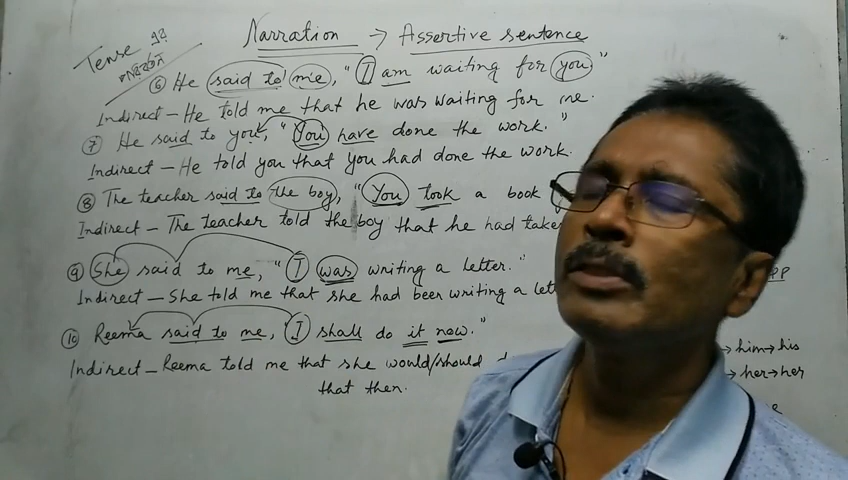 Tense এর
Narration → Assertive sentence
⑥ He said to me, "I am waiting for you"
Indirect - He told me that he was waiting for me.
⑦ He said to you, "You have done the work."
Indirect - He told you that you had done the work.
⑧ The teacher said to the boy, "You took a book
Indirect - The teacher told the boy that he had taken
⑨ She said to me, "I was writing a letter."
Indirect - She told me that she had been writing a lett
⑩ Reema said to me, "I shall do it now."
Indirect - Reema told me that she would/should d
that then.
PP
→ him → his
→ her → her